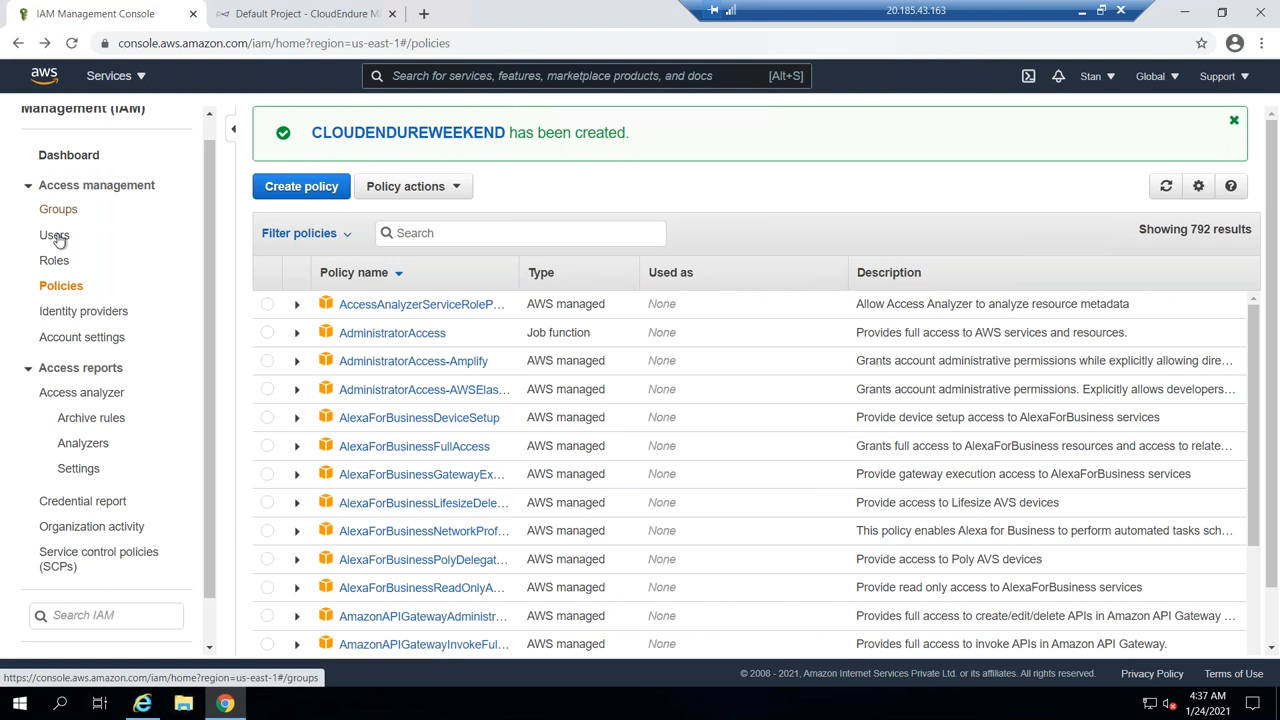 IAM Management Console
Default Project - CloudEndure M
20.185.43.163
console.aws.amazon.com/iam/home?region=us-east-1#/policies
aws
Services
Search for services, features, marketplace products, and docs
[Alt+S]
Stan
Global
Support
Management (IAM)
Dashboard
Access management
Groups
Users
Roles
Policies
Identity providers
Account settings
Access reports
Access analyzer
Archive rules
Analyzers
Settings
Credential report
Organization activity
Service control policies
(SCPs)
Search IAM
CLOUDENDUREWEEKEND has been created.
Create policy
Policy actions
Filter policies
Search
Showing 792 results
Policy name
Type
Used as
Description
AccessAnalyzerServiceRoleP… AWS managed None Allow Access Analyzer to analyze resource metadata
AdministratorAccess Job function None Provides full access to AWS services and resources.
AdministratorAccess-Amplify AWS managed None Grants account administrative permissions while explicitly allowing dire…
AdministratorAccess-AWSElas… AWS managed None Grants account administrative permissions. Explicitly allows developers…
AlexaForBusinessDeviceSetup AWS managed None Provide device setup access to AlexaForBusiness services
AlexaForBusinessFullAccess AWS managed None Grants full access to AlexaForBusiness resources and access to relate…
AlexaForBusinessGatewayEx… AWS managed None Provide gateway execution access to AlexaForBusiness services
AlexaForBusinessLifesizeDele… AWS managed None Provide access to Lifesize AVS devices
AlexaForBusinessNetworkProf… AWS managed None This policy enables Alexa for Business to perform automated tasks sch…
AlexaForBusinessPolyDelegat… AWS managed None Provide access to Poly AVS devices
AlexaForBusinessReadOnlyA… AWS managed None Provide read only access to AlexaForBusiness services
AmazonAPIGatewayAdministr… AWS managed None Provides full access to create/edit/delete APIs in Amazon API Gateway …
AmazonAPIGatewayInvokeFul… AWS managed None Provides full access to invoke APIs in Amazon API Gateway.
https://console.aws.amazon.com/iam/home?region=us-east-1#/groups
© 2008 - 2021, Amazon Internet Services Private Ltd. or its affiliates. All rights reserved.
Privacy Policy
Terms of Use
4:37 AM
1/24/2021